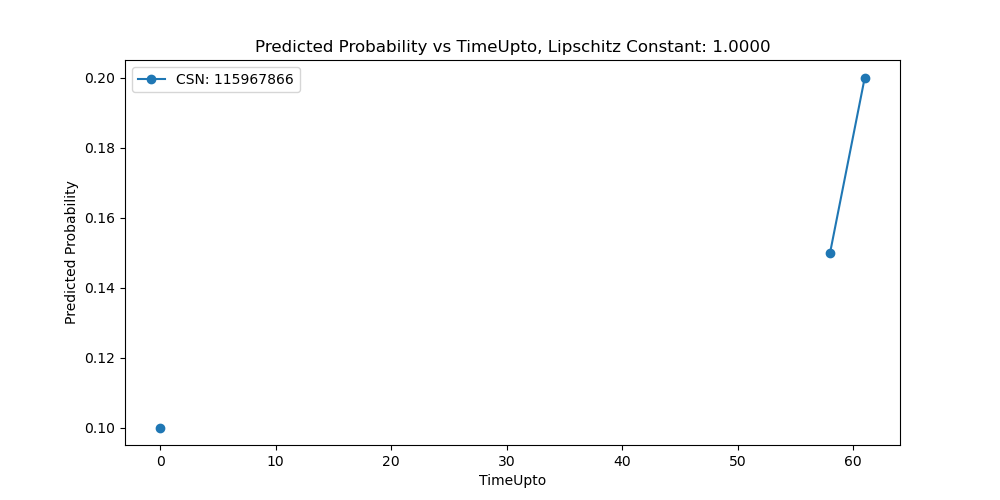 Predicted Probability vs TimeUpto, Lipschitz Constant: 1.0000
CSN: 115967866
Predicted Probability
0.20
0.18
0.16
0.14
0.12
0.10
0 10 20 30 40 50 60
TimeUpto